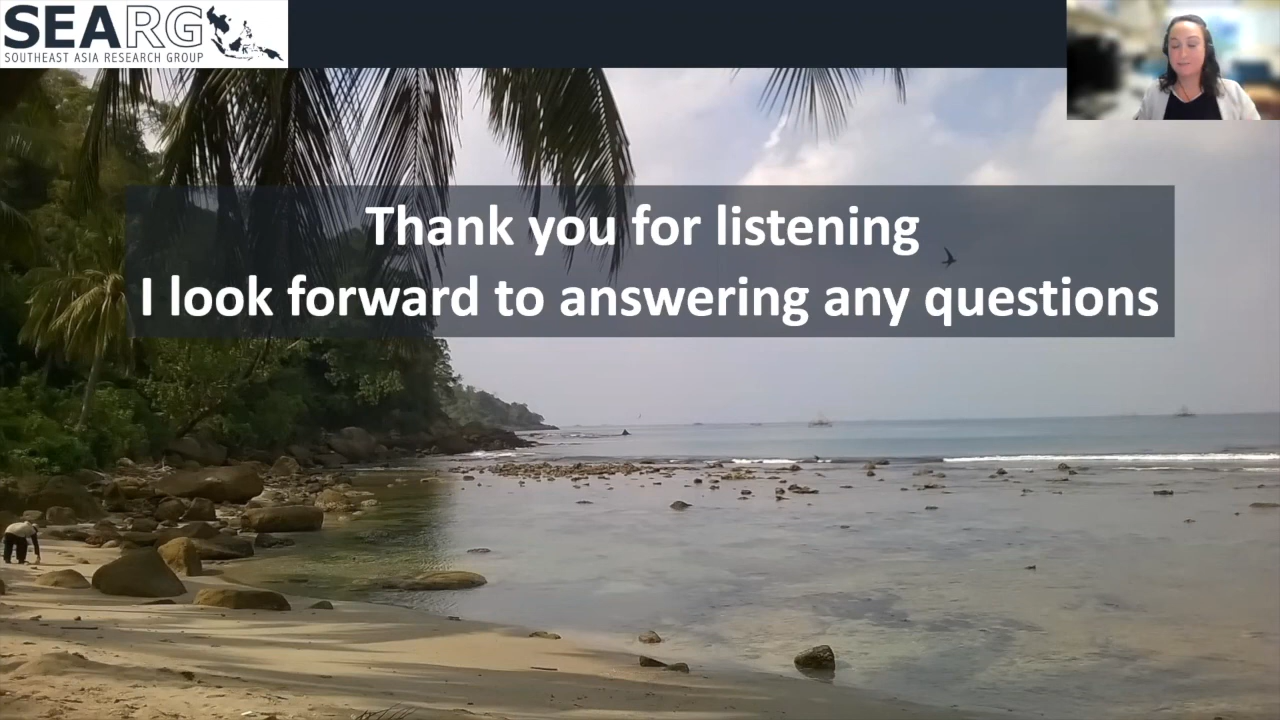 SEARG
SOUTHEAST ASIA RESEARCH GROUP
Thank you for listening
I look forward to answering any questions